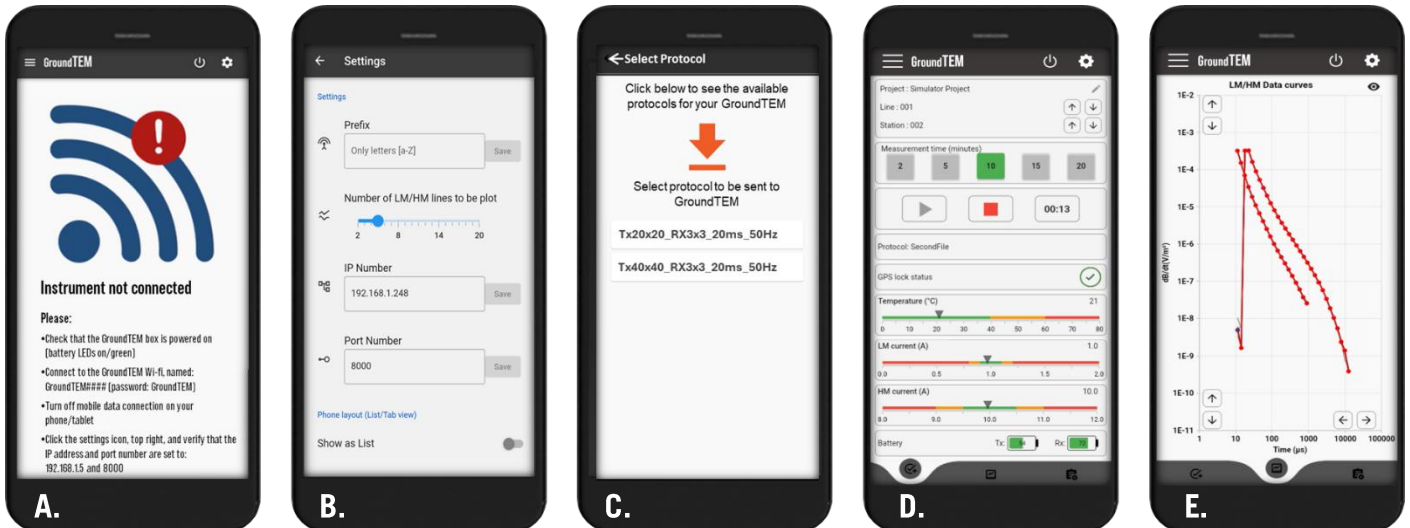 GroundTEM
Instrument not connected
Please:
•Check that the GroundTEM box is powered on
(battery LEDs on/green)
•Connect to the GroundTEM Wi-fi, named:
GroundTEM#### (password: GroundTEM)
•Turn off mobile data connection on your
phone/tablet
•Click the settings icon, top right, and verify that the
IP address and port number are set to:
192.168.1.5 and 8000
A.
Settings
Settings
Prefix
Only letters [a-Z]
Save
Number of LM/HM lines to be plot
2 8 14 20
IP Number
192.168.1.248
Save
Port Number
8000
Save
Phone layout (List/Tab view)
Show as List
B.
Select Protocol
Click below to see the available
protocols for your GroundTEM
Select protocol to be sent to
GroundTEM
Tx20x20_RX3x3_20ms_50Hz
Tx40x40_RX3x3_20ms_50Hz
C.
GroundTEM
Project : Simulator Project
Line : 001
Station : 002
Measurement time (minutes)
2 5 10 15 20
00:13
Protocol: SecondFile
GPS lock status
Temperature (°C) 21
0 10 20 30 40 50 60 70 80
LM current (A) 1.0
0.0 0.5 1.0 1.5 2.0
HM current (A) 10.0
8.0 9.0 10.0 11.0 12.0
Battery Tx: 94 Rx: 73
D.
GroundTEM
LM/HM Data curves
1E-2
1E-3
1E-4
1E-5
1E-6
1E-7
1E-8
1E-9
1E-10
1E-11
dB/dt(V/m²)
1 10 100 1000 10000 100000
Time (µs)
E.